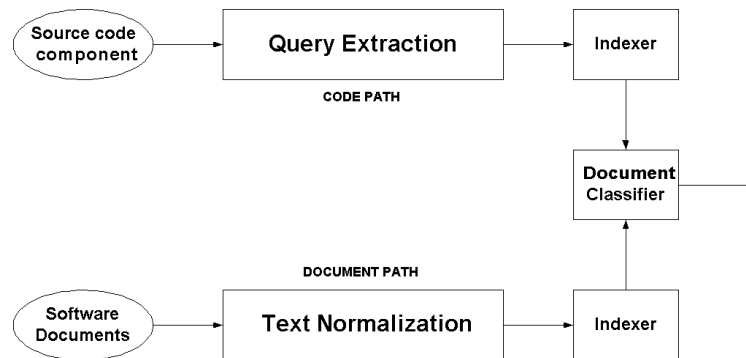 Source code
component
Query Extraction
Indexer
CODE PATH
Document
Classifier
DOCUMENT PATH
Software
Documents
Text Normalization
Indexer